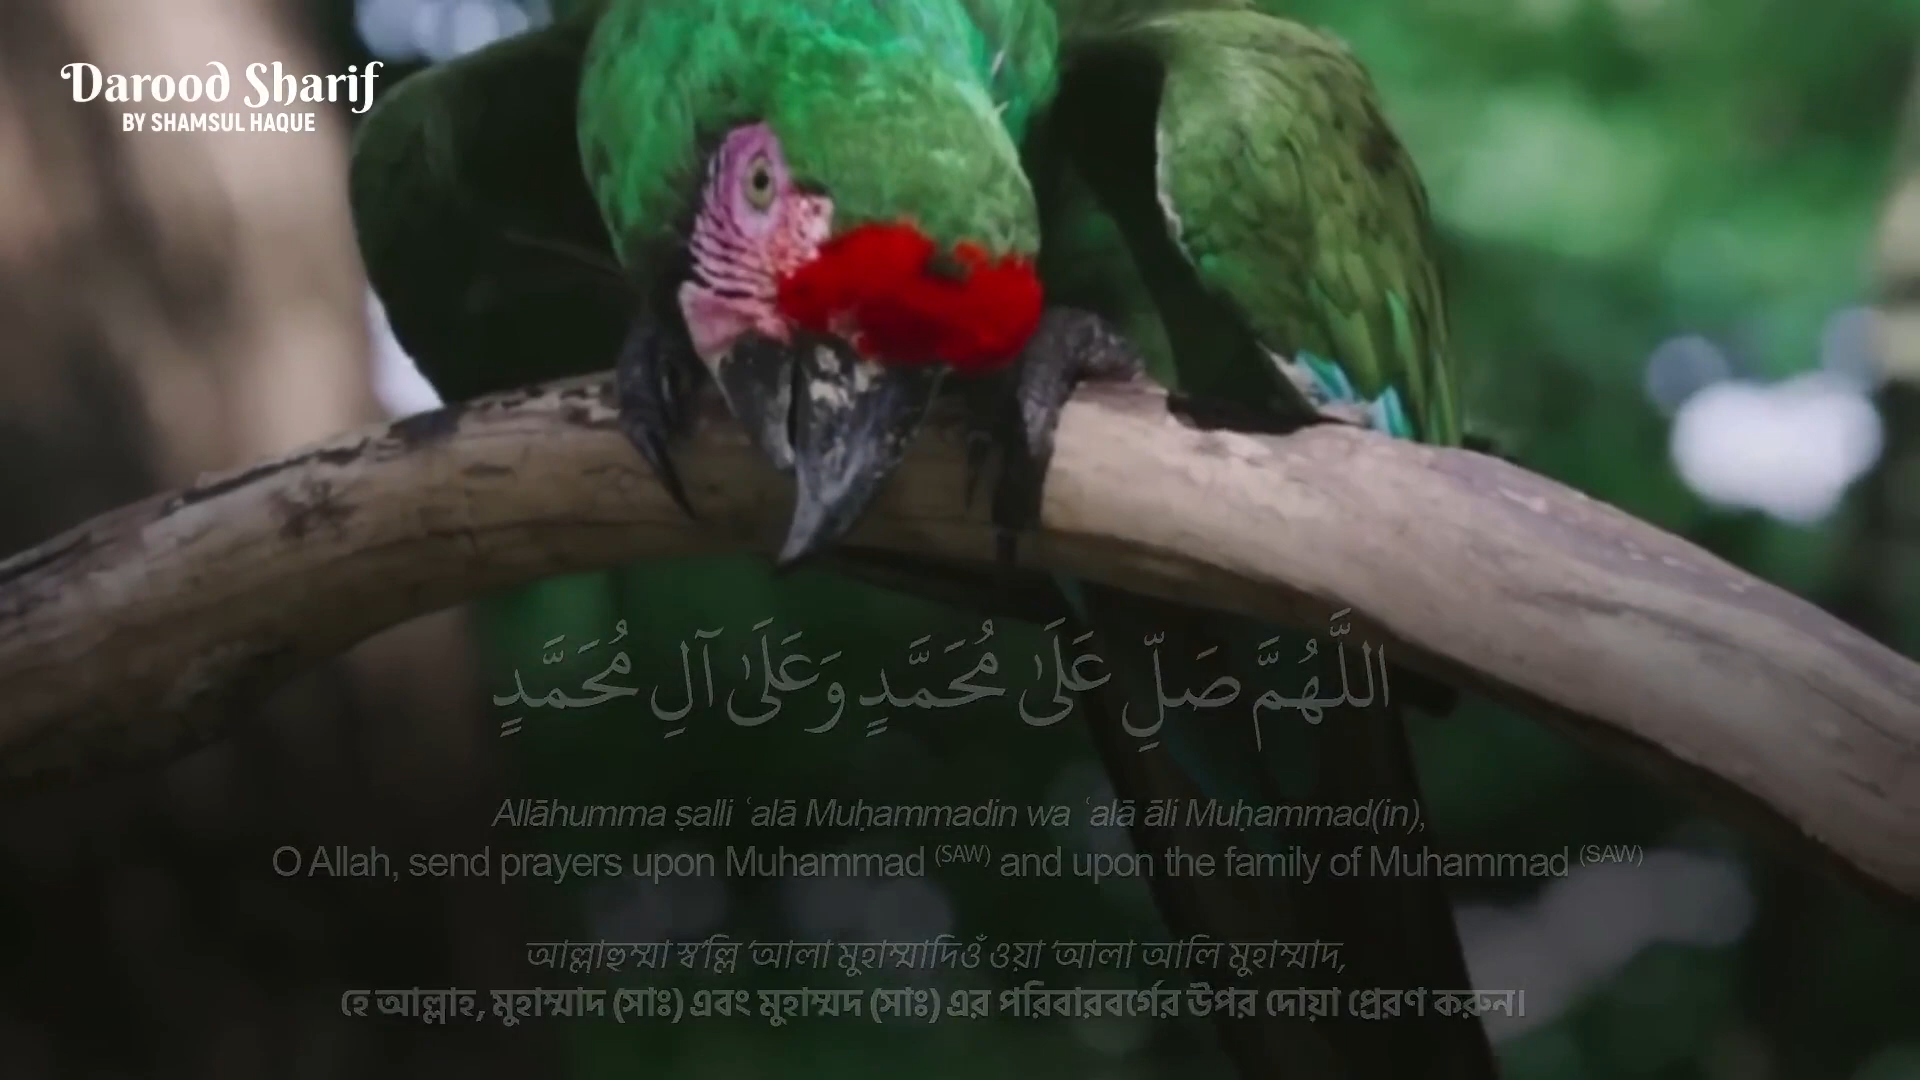 Darood Sharif
BY SHAMSUL HAQUE
اللَّهُمَّ صَلِّ عَلَىٰ مُحَمَّدٍ وَعَلَىٰ آلِ مُحَمَّدٍ
Allāhumma ṣalli ʿalā Muḥammadin wa ʿalā āli Muḥammad(in),
O Allah, send prayers upon Muhammad (SAW) and upon the family of Muhammad (SAW)
আল্লাহুম্মা স্ব’ল্লি ‘আলা মুহাম্মাদিওঁ ওয়া ‘আলা আলি মুহাম্মাদ,
হে আল্লাহ, মুহাম্মাদ (সাঃ) এবং মুহাম্মদ (সাঃ) এর পরিবারবর্গের উপর দোয়া প্রেরণ করুন।